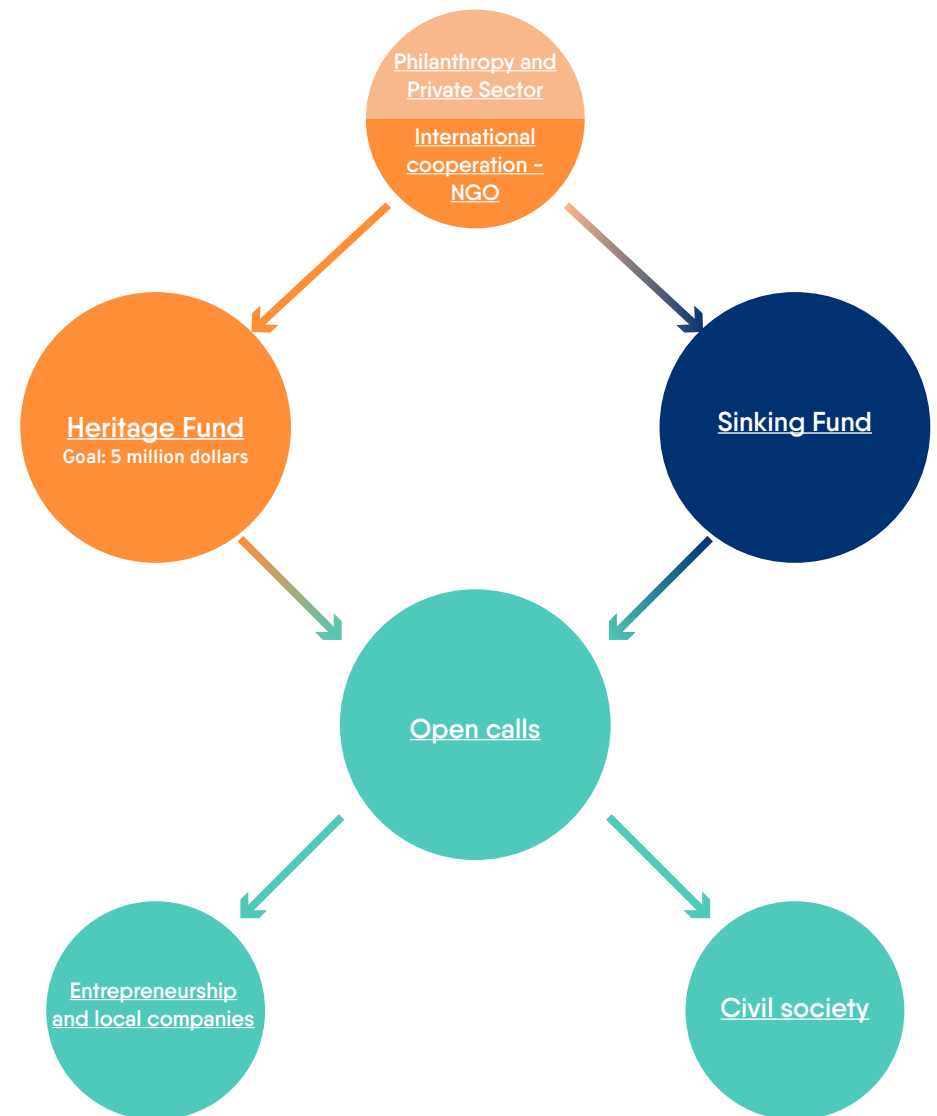 Philanthropy and
Private Sector
International
cooperation -
NGO
Heritage Fund
Goal: 5 million dollars
Sinking Fund
Open calls
Entrepreneurship
and local companies
Civil society